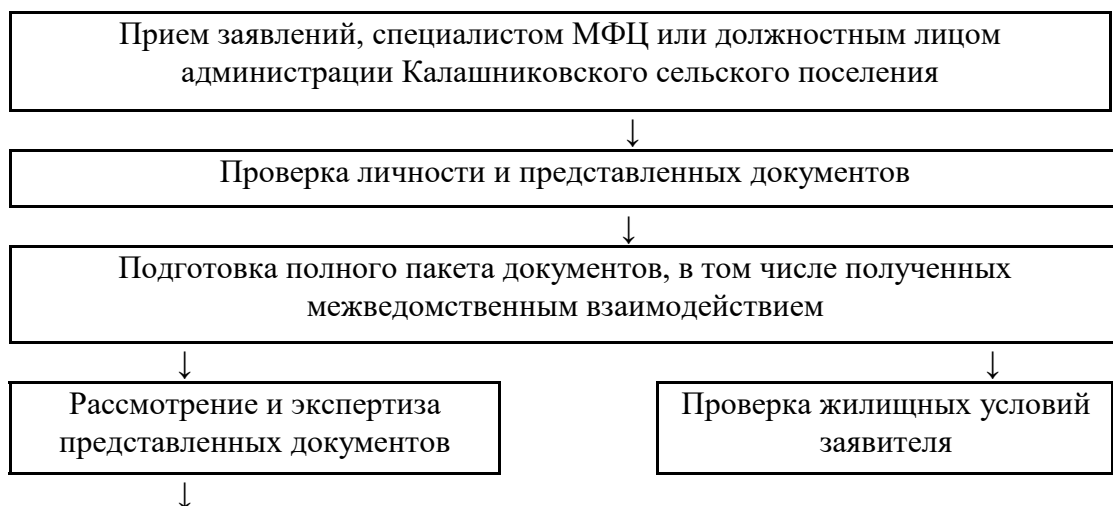 Прием заявлений, специалистом МФЦ или должностным лицом
администрации Калашниковского сельского поселения
↓
Проверка личности и представленных документов
↓
Подготовка полного пакета документов, в том числе полученных
межведомственным взаимодействием
↓ ↓
Рассмотрение и экспертиза
представленных документов
Проверка жилищных условий
заявителя
↓